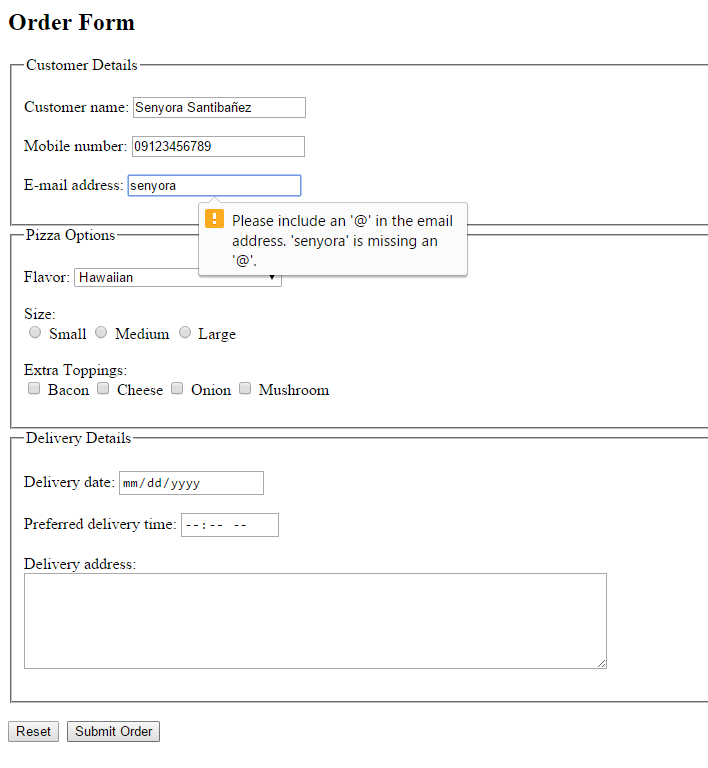 Order Form
Customer Details
Customer name: Senyora Santibañez
Mobile number: 09123456789
E-mail address: senyora
Please include an '@' in the email
address. 'senyora' is missing an
'@'.
Pizza Options
Flavor: Hawaiian
Size:
Small Medium Large
Extra Toppings:
Bacon Cheese Onion Mushroom
Delivery Details
Delivery date: mm/dd/yyyy
Preferred delivery time: --:-- --
Delivery address:
Reset Submit Order